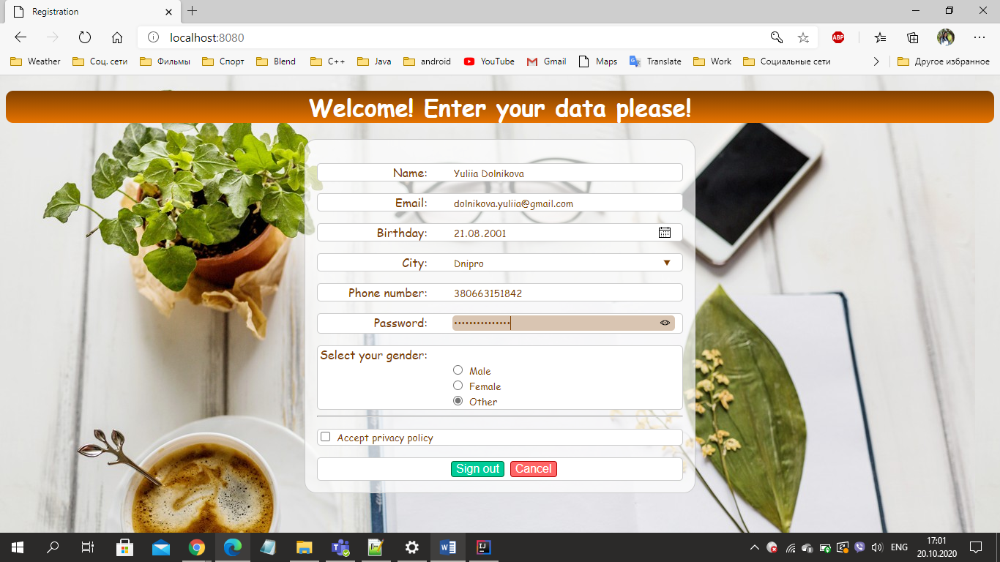 Registration
localhost:8080
ABP
Weather Соц. сети Фильмы Спорт Blend C++ Java android YouTube Gmail Maps Translate Work Социальные сети Другое избранное
Welcome! Enter your data please!
Name: Yuliia Dolnikova
Email: dolnikova.yuliia@gmail.com
Birthday: 21.08.2001
City: Dnipro
Phone number: 380663151842
Password: •••••••••••••••
Select your gender:
Male
Female
Other
Accept privacy policy
Sign out Cancel
ENG
17:01
20.10.2020